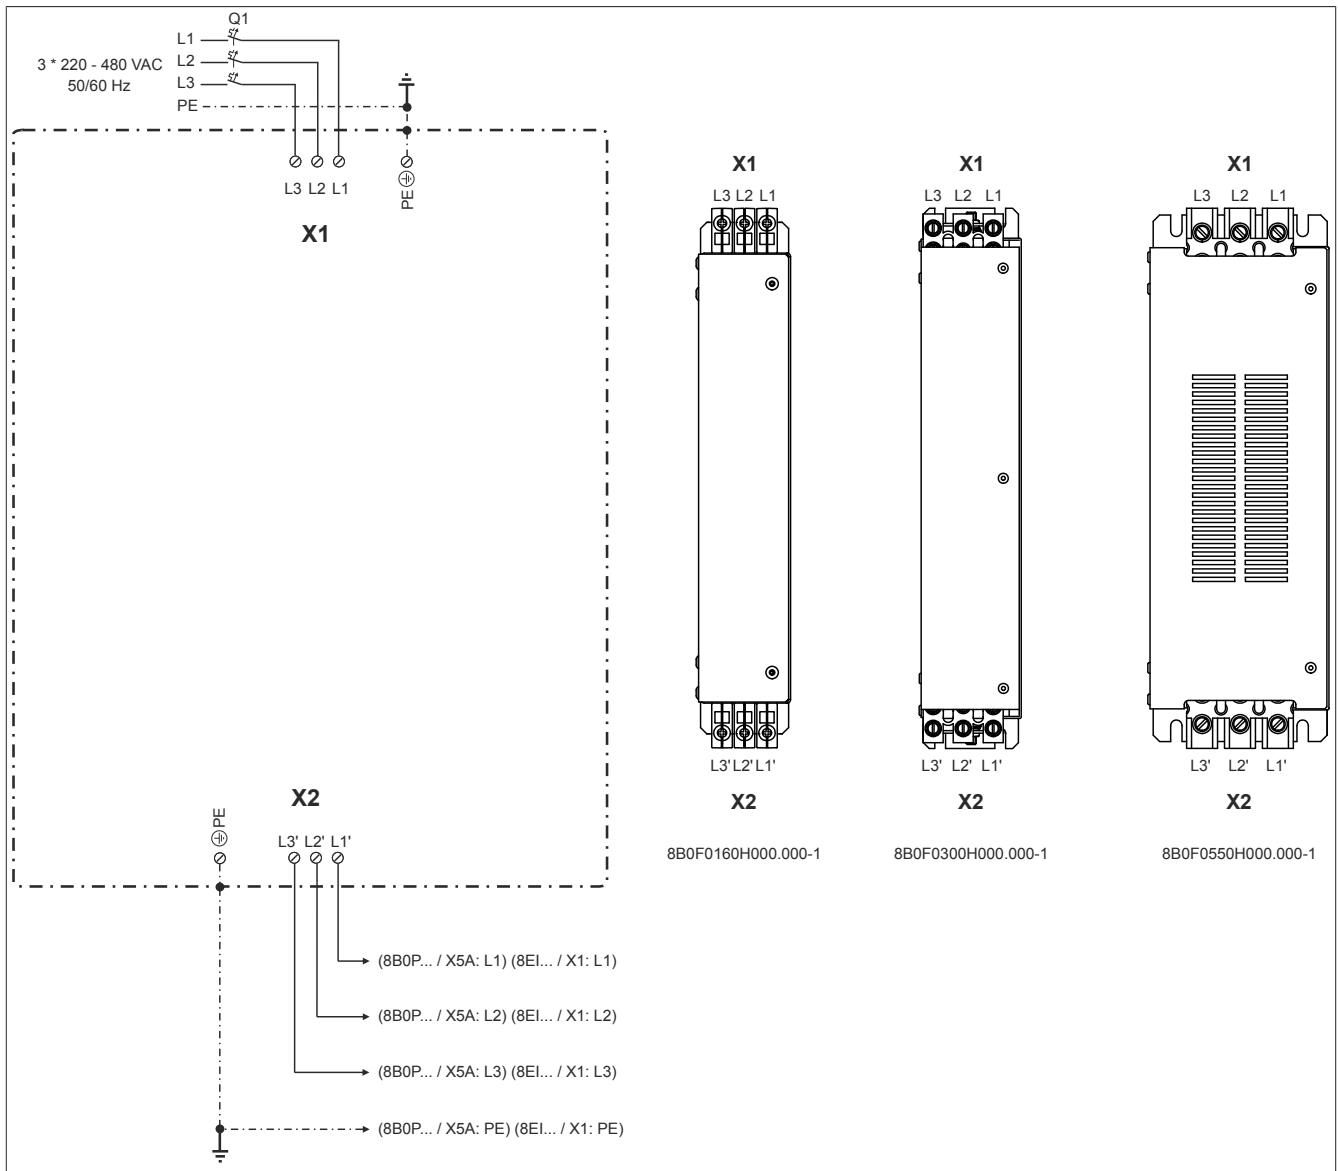 Q1
L1
3 * 220 - 480 VAC
L2
50/60 Hz
L3
PE
L3 L2 L1
PE
X1
X2
PE
L3' L2' L1'
(8B0P... / X5A: L1) (8EI... / X1: L1)
(8B0P... / X5A: L2) (8EI... / X1: L2)
(8B0P... / X5A: L3) (8EI... / X1: L3)
(8B0P... / X5A: PE) (8EI... / X1: PE)
X1
L3 L2 L1
L3' L2' L1'
X2
8B0F0160H000.000-1
X1
L3 L2 L1
L3' L2' L1'
X2
8B0F0300H000.000-1
X1
L3 L2 L1
L3' L2' L1'
X2
8B0F0550H000.000-1